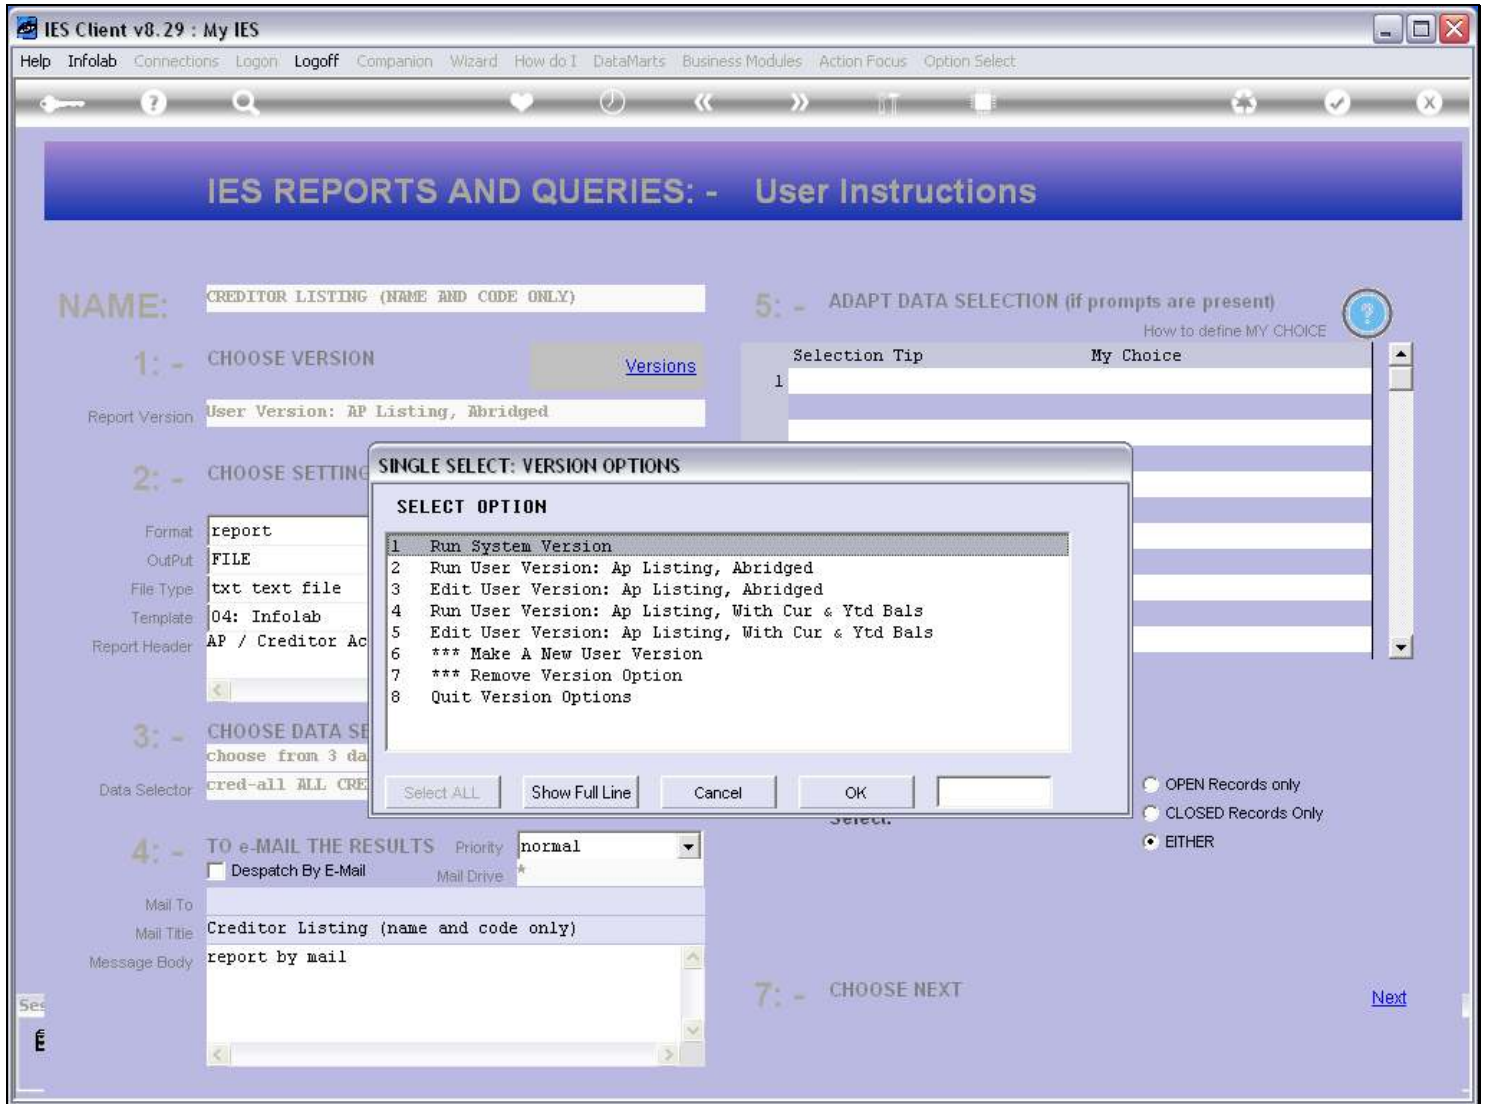 IES Client v8.29 : My IES
Help Infolab Connections Logon Logoff Companion Wizard How do I DataMarts Business Modules Action Focus Option Select
IES REPORTS AND QUERIES: - User Instructions
NAME: CREDITOR LISTING (NAME AND CODE ONLY)
1: - CHOOSE VERSION
Versions
Report Version User Version: AP Listing, Abridged
2: - CHOOSE SETTING
Format report
OutPut FILE
File Type txt text file
Template 04: Infolab
Report Header AP / Creditor Ac
3: - CHOOSE DATA SE
choose from 3 da
Data Selector cred-all ALL CRE
4: - TO e-MAIL THE RESULTS Priority normal
Despatch By E-Mail Mail Drive *
Mail To
Mail Title Creditor Listing (name and code only)
Message Body report by mail
5: - ADAPT DATA SELECTION (if prompts are present)
?
How to define MY CHOICE
Selection Tip My Choice
1
SINGLE SELECT: VERSION OPTIONS
SELECT OPTION
1 Run System Version
2 Run User Version: Ap Listing, Abridged
3 Edit User Version: Ap Listing, Abridged
4 Run User Version: Ap Listing, With Cur & Ytd Bals
5 Edit User Version: Ap Listing, With Cur & Ytd Bals
6 *** Make A New User Version
7 *** Remove Version Option
8 Quit Version Options
Select ALL Show Full Line Cancel OK
Select:
OPEN Records only
CLOSED Records Only
EITHER
7: - CHOOSE NEXT
Next
Ses